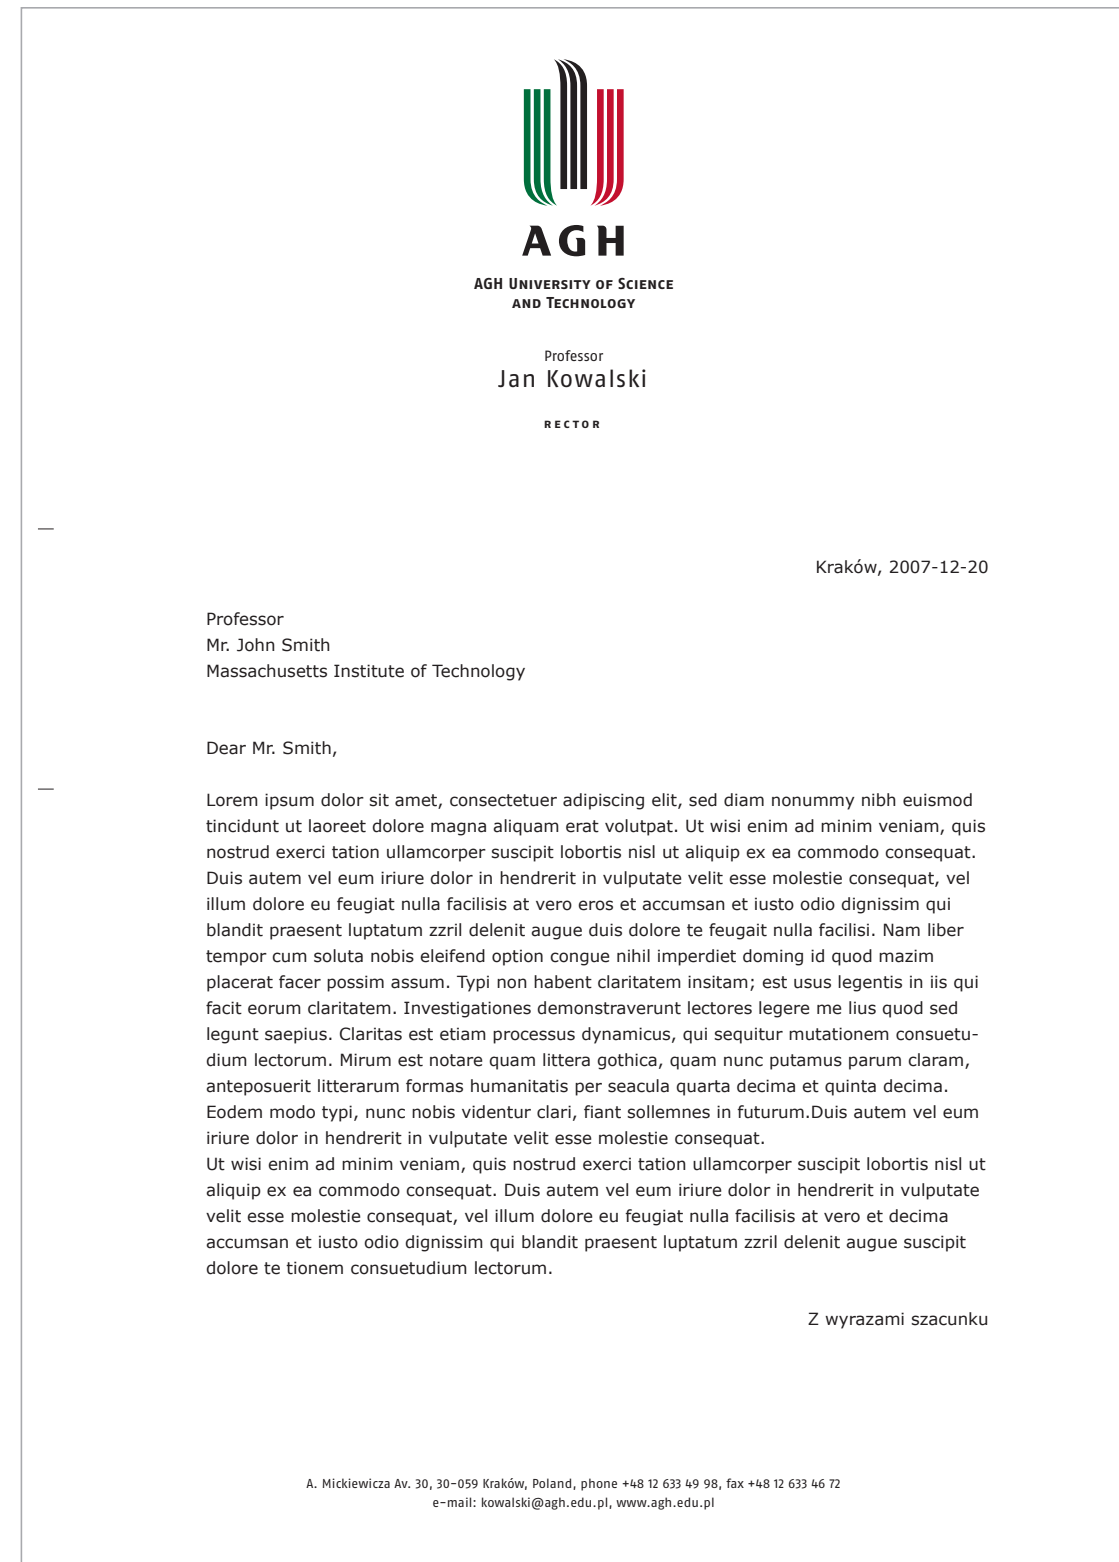 AGH
AGH University of Science
and Technology
Professor
Jan Kowalski
RECTOR
Kraków, 2007-12-20
Professor
Mr. John Smith
Massachusetts Institute of Technology
Dear Mr. Smith,
Lorem ipsum dolor sit amet, consectetuer adipiscing elit, sed diam nonummy nibh euismod
tincidunt ut laoreet dolore magna aliquam erat volutpat. Ut wisi enim ad minim veniam, quis
nostrud exerci tation ullamcorper suscipit lobortis nisl ut aliquip ex ea commodo consequat.
Duis autem vel eum iriure dolor in hendrerit in vulputate velit esse molestie consequat, vel
illum dolore eu feugiat nulla facilisis at vero eros et accumsan et iusto odio dignissim qui
blandit praesent luptatum zzril delenit augue duis dolore te feugait nulla facilisi. Nam liber
tempor cum soluta nobis eleifend option congue nihil imperdiet doming id quod mazim
placerat facer possim assum. Typi non habent claritatem insitam; est usus legentis in iis qui
facit eorum claritatem. Investigationes demonstraverunt lectores legere me lius quod sed
legunt saepius. Claritas est etiam processus dynamicus, qui sequitur mutationem consuetu-
dium lectorum. Mirum est notare quam littera gothica, quam nunc putamus parum claram,
anteposuerit litterarum formas humanitatis per seacula quarta decima et quinta decima.
Eodem modo typi, nunc nobis videntur clari, fiant sollemnes in futurum.Duis autem vel eum
iriure dolor in hendrerit in vulputate velit esse molestie consequat.
Ut wisi enim ad minim veniam, quis nostrud exerci tation ullamcorper suscipit lobortis nisl ut
aliquip ex ea commodo consequat. Duis autem vel eum iriure dolor in hendrerit in vulputate
velit esse molestie consequat, vel illum dolore eu feugiat nulla facilisis at vero et decima
accumsan et iusto odio dignissim qui blandit praesent luptatum zzril delenit augue suscipit
dolore te tionem consuetudium lectorum.
Z wyrazami szacunku
A. Mickiewicza Av. 30, 30-059 Kraków, Poland, phone +48 12 633 49 98, fax +48 12 633 46 72
e-mail: kowalski@agh.edu.pl, www.agh.edu.pl